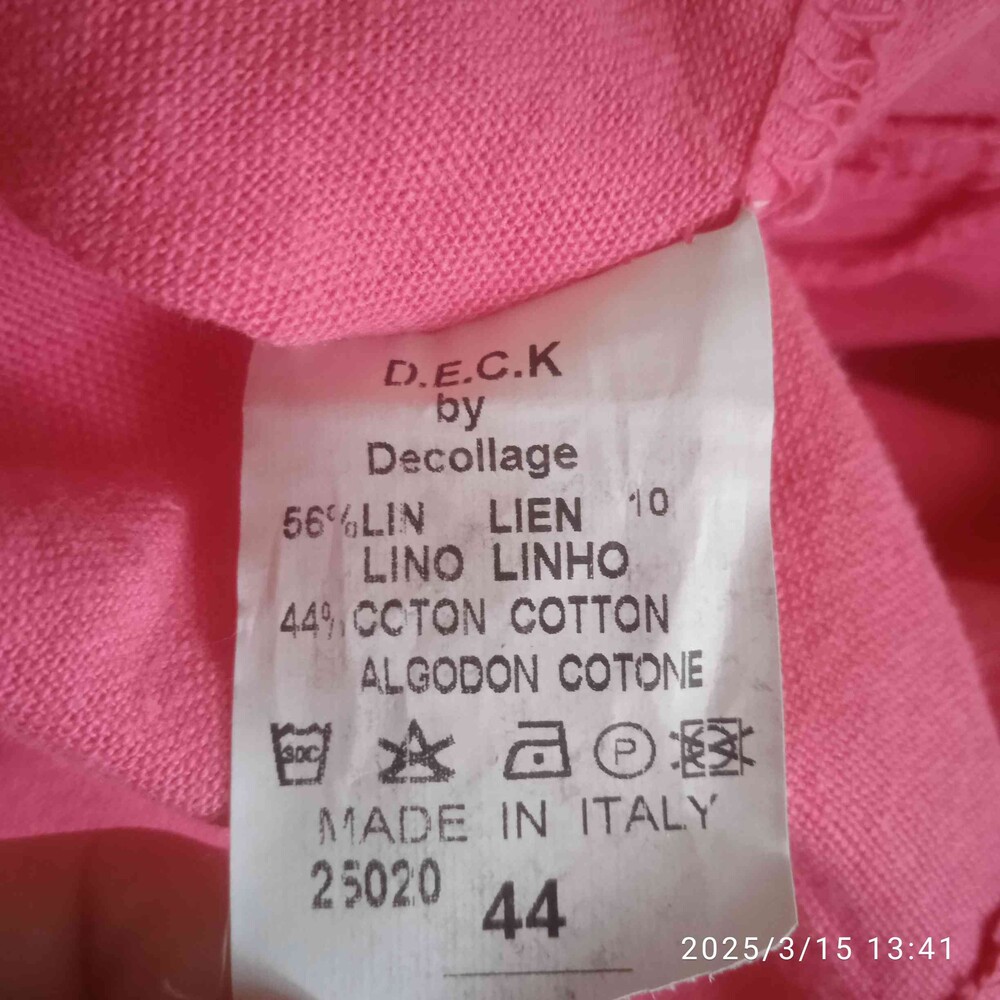 D.E.C.K
by
Decollage
56% LIN LIEN 10
LINO LINHO
44% COTON COTTON
ALGODON COTONE
30C P
MADE IN ITALY
25020
44
2025/3/15 13:41